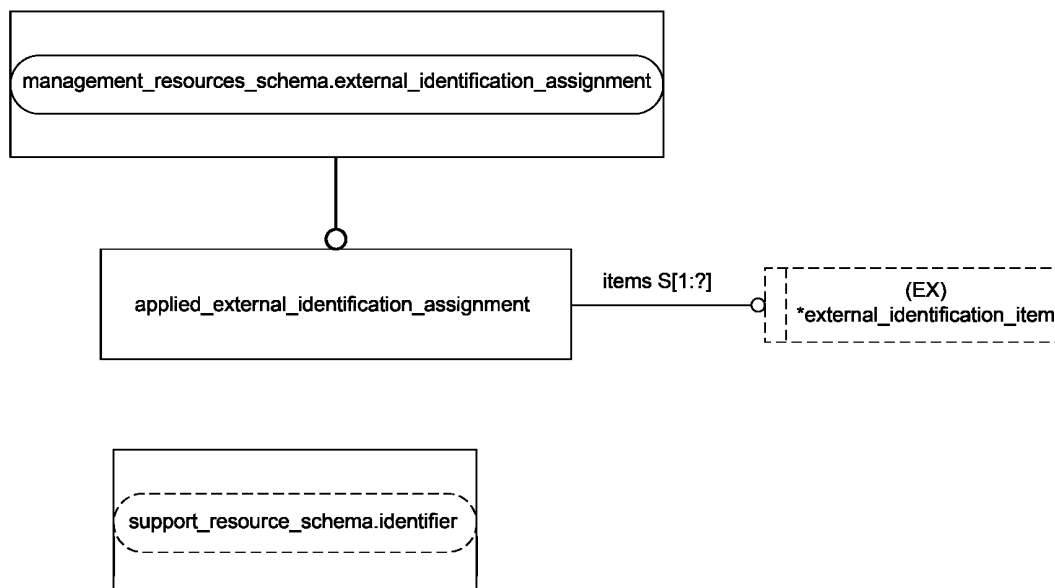 management_resources_schema.external_identification_assignment
applied_external_identification_assignment
items S[1:?]
(EX)
*external_identification_item
support_resource_schema.identifier